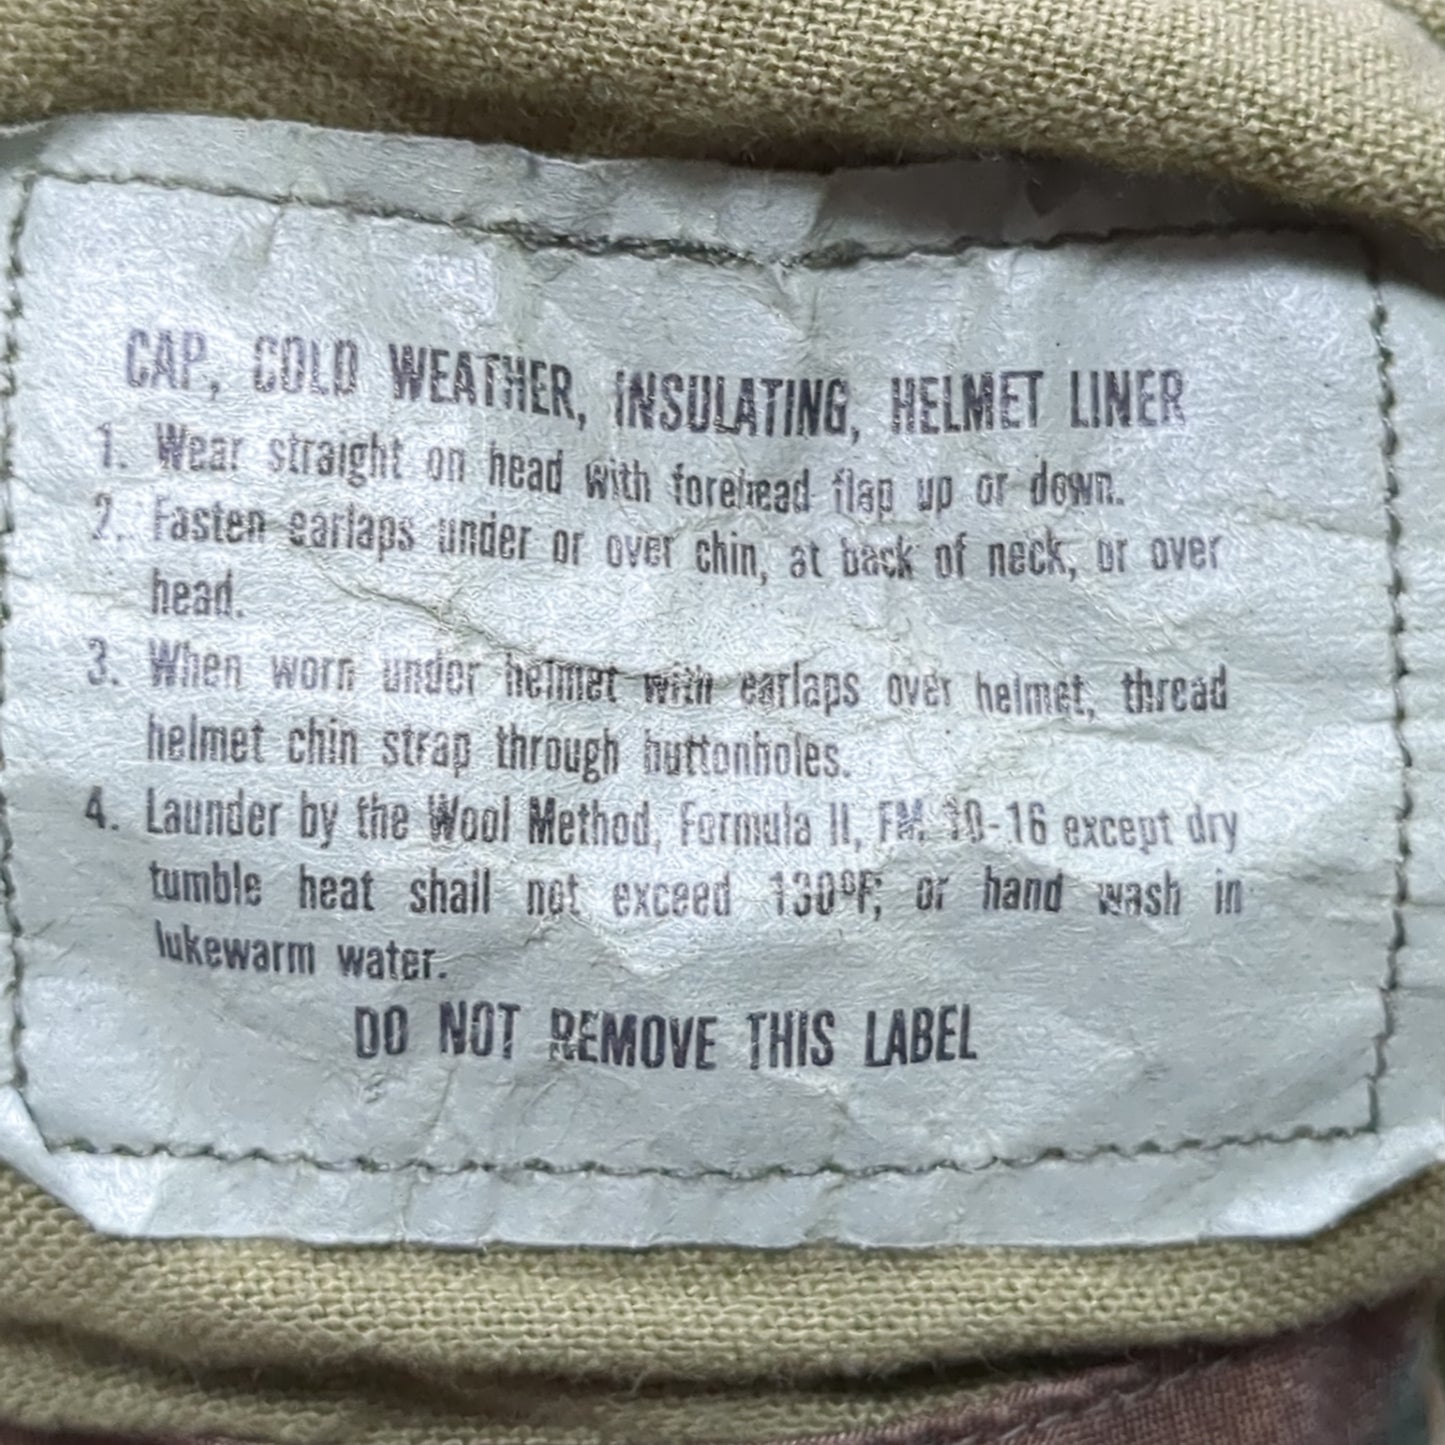 CAP, COLD WEATHER, INSULATING, HELMET LINER
1. Wear straight on head with forehead flap up or down.
2. Fasten earlaps under or over chin, at back of neck, or over
head.
3. When worn under helmet with earlaps over helmet, thread
helmet chin strap through buttonholes.
4. Launder by the Wool Method, Formula II, FM 10-16 except dry
tumble heat shall not exceed 130°F; or hand wash in
lukewarm water.
DO NOT REMOVE THIS LABEL